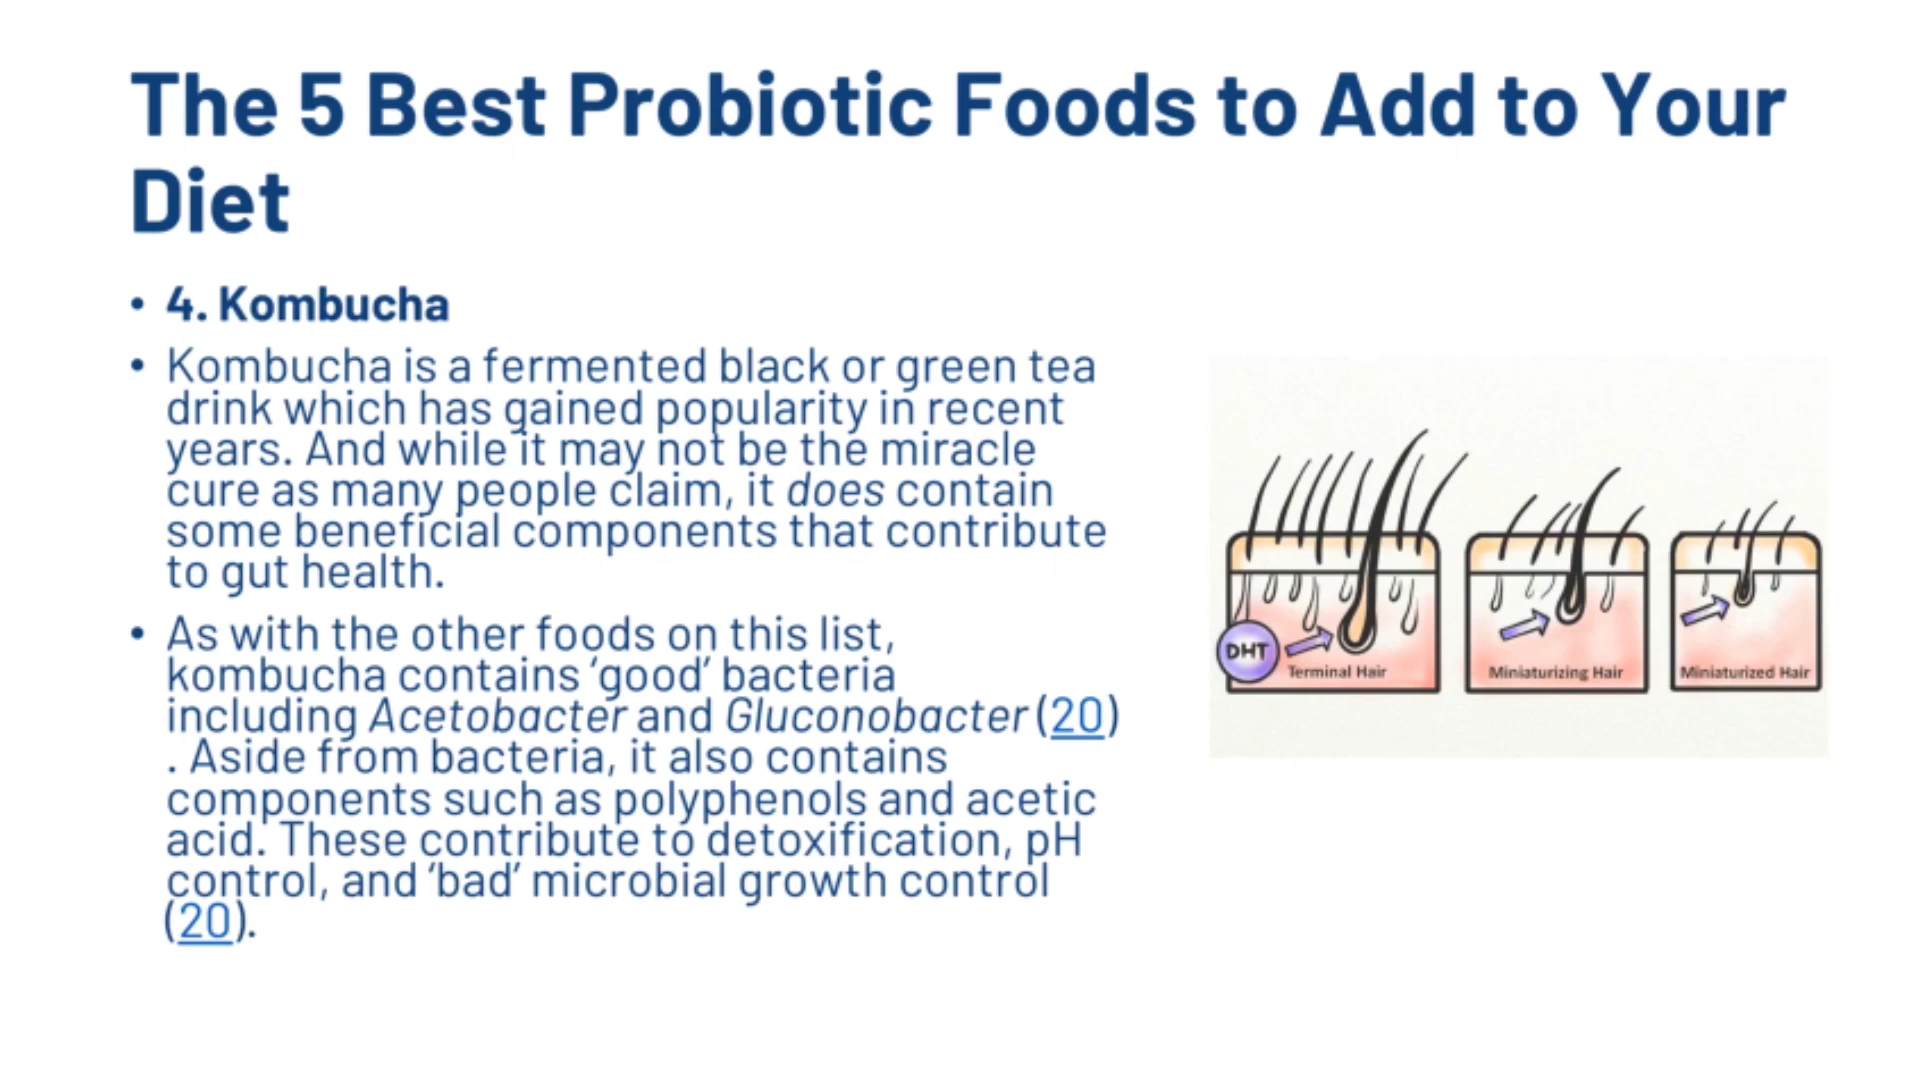 The 5 Best Probiotic Foods to Add to Your
Diet
• 4. Kombucha
• Kombucha is a fermented black or green tea
drink which has gained popularity in recent
years. And while it may not be the miracle
cure as many people claim, it does contain
some beneficial components that contribute
to gut health.
• As with the other foods on this list,
kombucha contains ‘good’ bacteria
including Acetobacter and Gluconobacter (20)
. Aside from bacteria, it also contains
components such as polyphenols and acetic
acid. These contribute to detoxification, pH
control, and ‘bad’ microbial growth control
(20).
DHT
Terminal Hair
Miniaturizing Hair
Miniaturized Hair